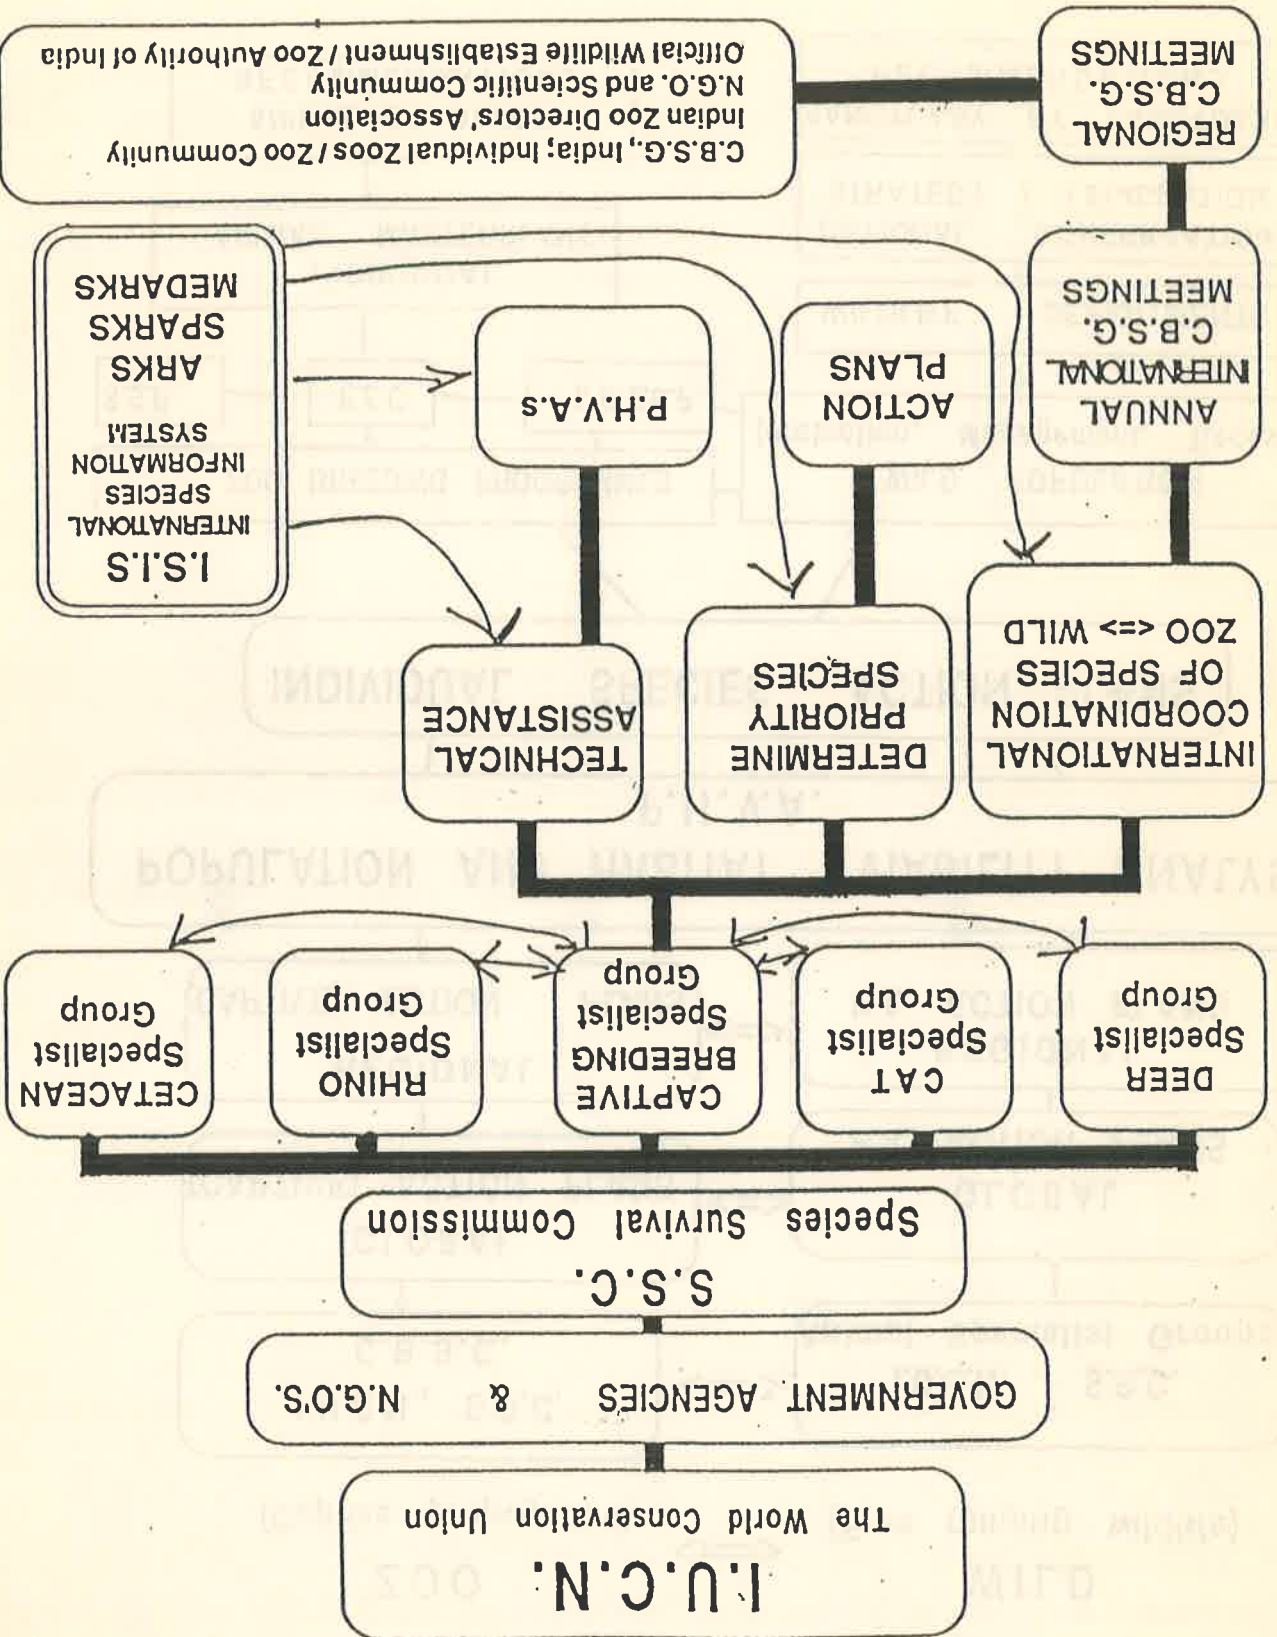 I.U.C.N.
The World Conservation Union
GOVERNMENT AGENCIES & N.G.O'S.
S.S.C.
Species Survival Commission
DEER
Specialist
Group
CAT
Specialist
Group
CAPTIVE
BREEDING
Specialist
Group
RHINO
Specialist
Group
CETACEAN
Specialist
Group
INTERNATIONAL
COORDINATION
OF SPECIES
ZOO <=> WILD
DETERMINE
PRIORITY
SPECIES
TECHNICAL
ASSISTANCE
I.S.I.S
INTERNATIONAL
SPECIES
INFORMATION
SYSTEM
ARKS
SPARKS
MEDARKS
ANNUAL
INTERNATIONAL
C.B.S.G.
MEETINGS
ACTION
PLANS
P.H.V.A.s
REGIONAL
C.B.S.G.
MEETINGS
C.B.S.G., India; Individual Zoos / Zoo Community
Indian Zoo Directors' Association
N.G.O. and Scientific Community
Official Wildlife Establishment / Zoo Authority of India